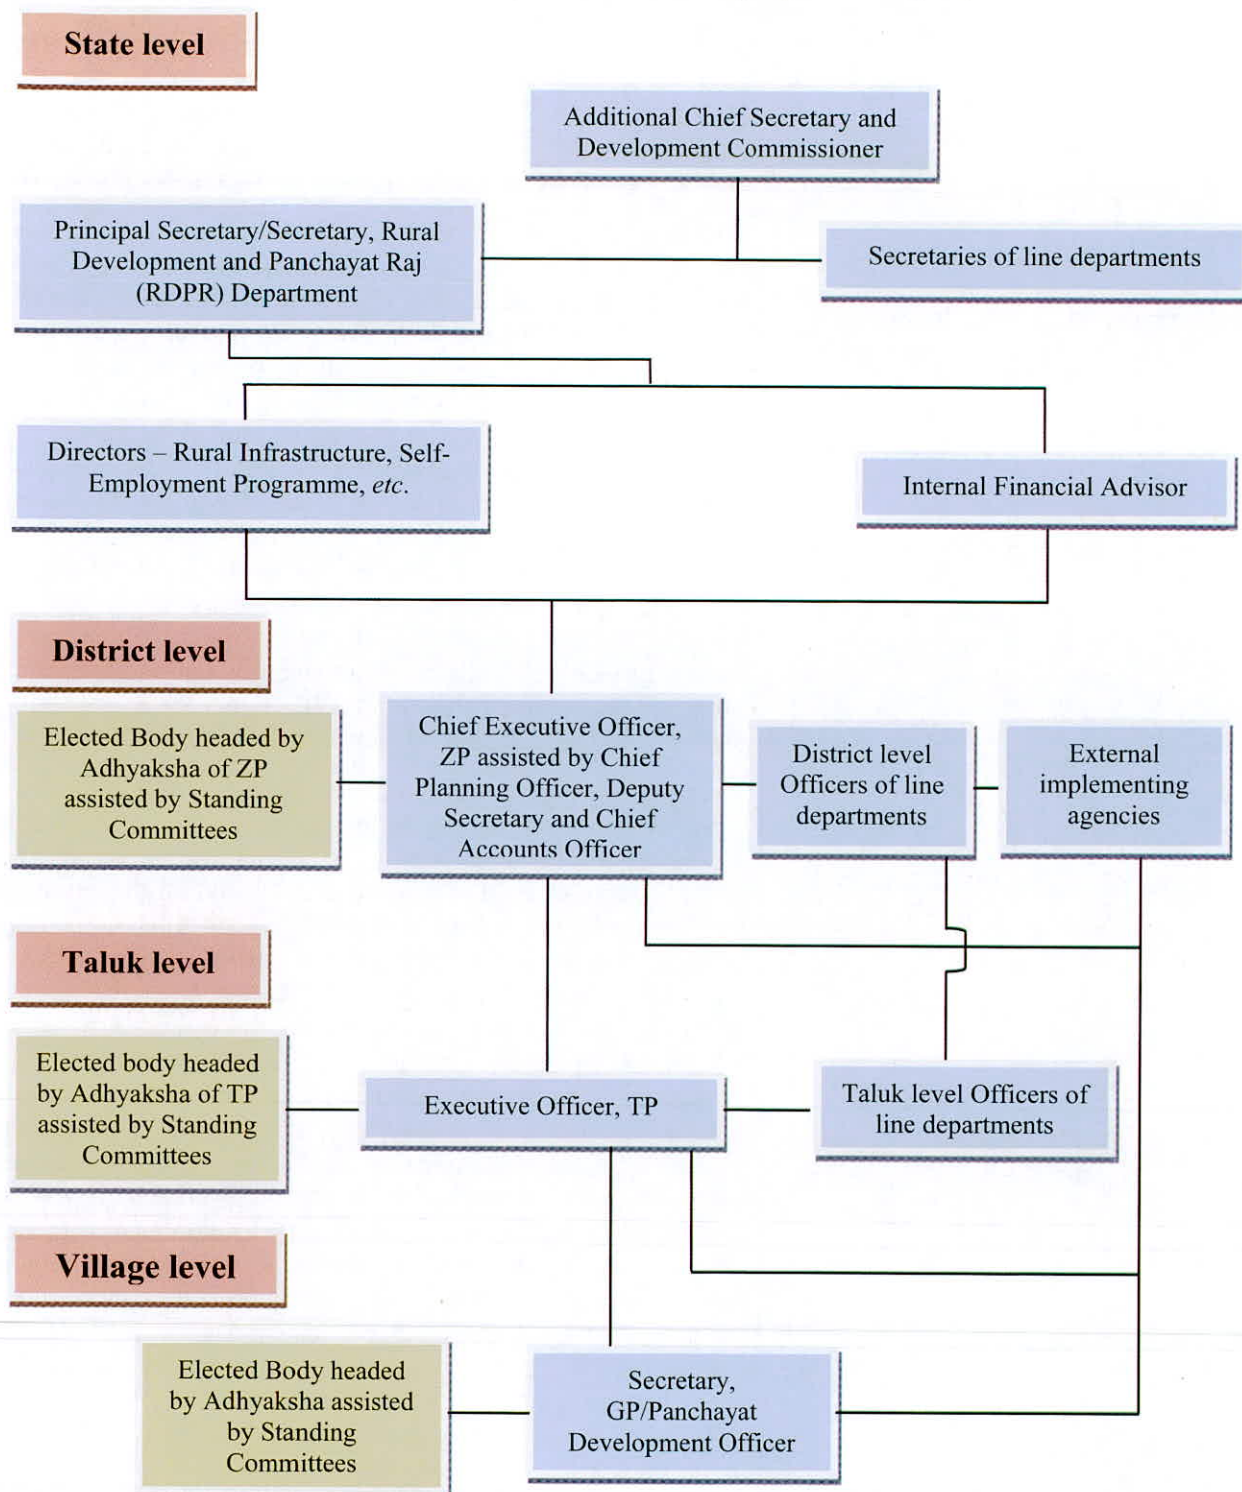 State level
Additional Chief Secretary and
Development Commissioner
Principal Secretary/Secretary, Rural
Development and Panchayat Raj
(RDPR) Department
Secretaries of line departments
Directors – Rural Infrastructure, Self-
Employment Programme, etc.
Internal Financial Advisor
District level
Elected Body headed by
Adhyaksha of ZP
assisted by Standing
Committees
Chief Executive Officer,
ZP assisted by Chief
Planning Officer, Deputy
Secretary and Chief
Accounts Officer
District level
Officers of line
departments
External
implementing
agencies
Taluk level
Elected body headed
by Adhyaksha of TP
assisted by Standing
Committees
Executive Officer, TP
Taluk level Officers of
line departments
Village level
Elected Body headed
by Adhyaksha assisted
by Standing
Committees
Secretary,
GP/Panchayat
Development Officer